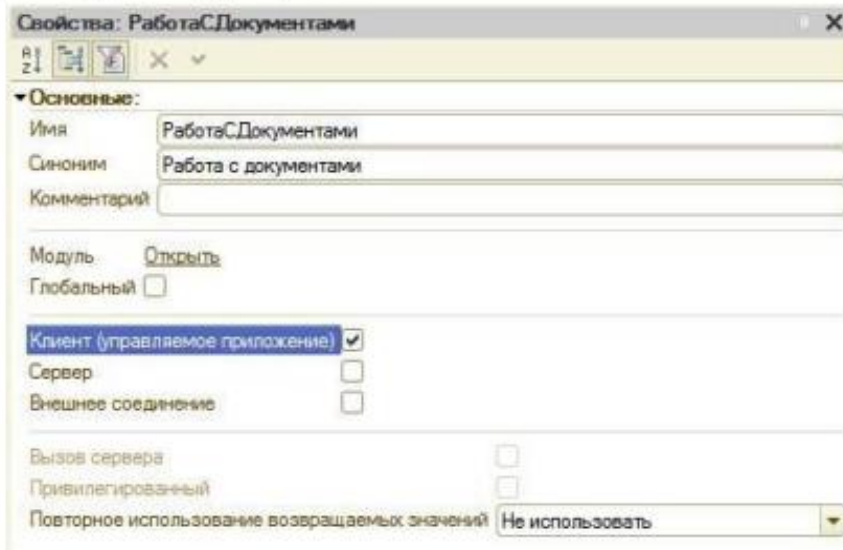 Свойства: РаботаСДокументами
Основные:
Имя РаботаСДокументами
Синоним Работа с документами
Комментарий
Модуль Открыть
Глобальный
Клиент (управляемое приложение)
Сервер
Внешнее соединение
Вызов сервера
Привилегированный
Повторное использование возвращаемых значений Не использовать